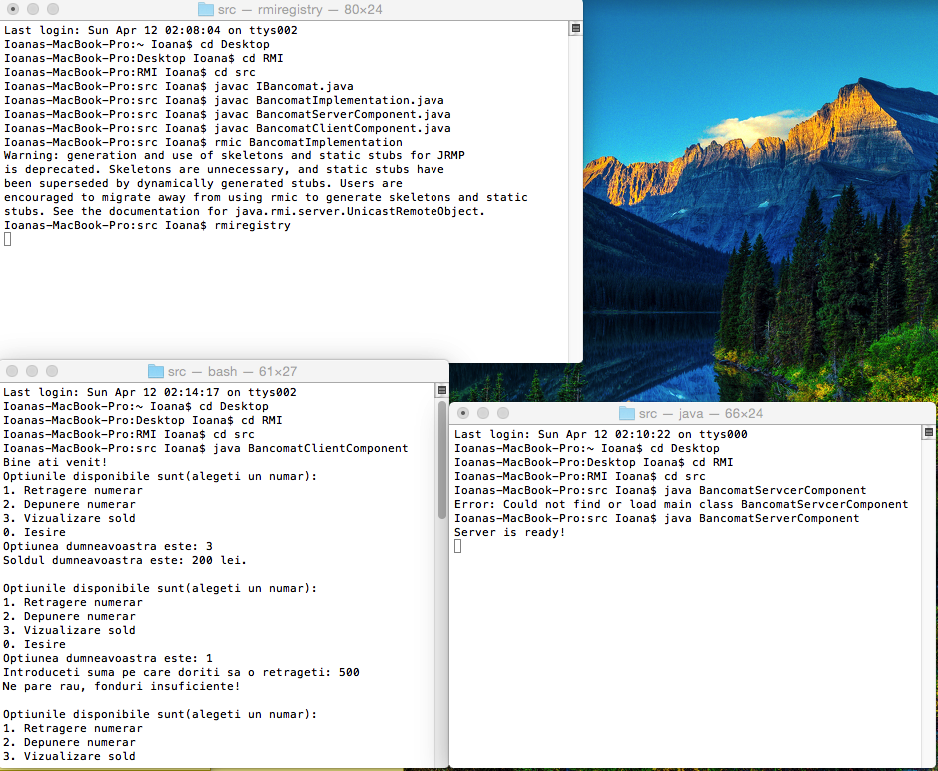 src — rmiregistry — 80×24
Last login: Sun Apr 12 02:08:04 on ttys002
Ioanas-MacBook-Pro:~ Ioana$ cd Desktop
Ioanas-MacBook-Pro:Desktop Ioana$ cd RMI
Ioanas-MacBook-Pro:RMI Ioana$ cd src
Ioanas-MacBook-Pro:src Ioana$ javac IBancomat.java
Ioanas-MacBook-Pro:src Ioana$ javac BancomatImplementation.java
Ioanas-MacBook-Pro:src Ioana$ javac BancomatServerComponent.java
Ioanas-MacBook-Pro:src Ioana$ javac BancomatClientComponent.java
Ioanas-MacBook-Pro:src Ioana$ rmic BancomatImplementation
Warning: generation and use of skeletons and static stubs for JRMP
is deprecated. Skeletons are unnecessary, and static stubs have
been superseded by dynamically generated stubs. Users are
encouraged to migrate away from using rmic to generate skeletons and static
stubs. See the documentation for java.rmi.server.UnicastRemoteObject.
Ioanas-MacBook-Pro:src Ioana$ rmiregistry
src — bash — 61×27
Last login: Sun Apr 12 02:14:17 on ttys002
Ioanas-MacBook-Pro:~ Ioana$ cd Desktop
Ioanas-MacBook-Pro:Desktop Ioana$ cd RMI
Ioanas-MacBook-Pro:RMI Ioana$ cd src
Ioanas-MacBook-Pro:src Ioana$ java BancomatClientComponent
Bine ati venit!
Optiunile disponibile sunt(alegeti un numar):
1. Retragere numerar
2. Depunere numerar
3. Vizualizare sold
0. Iesire
Optiunea dumneavoastra este: 3
Soldul dumneavoastra este: 200 lei.
Optiunile disponibile sunt(alegeti un numar):
1. Retragere numerar
2. Depunere numerar
3. Vizualizare sold
0. Iesire
Optiunea dumneavoastra este: 1
Introduceti suma pe care doriti sa o retrageti: 500
Ne pare rau, fonduri insuficiente!
Optiunile disponibile sunt(alegeti un numar):
1. Retragere numerar
2. Depunere numerar
3. Vizualizare sold
src — java — 66×24
Last login: Sun Apr 12 02:10:22 on ttys000
Ioanas-MacBook-Pro:~ Ioana$ cd Desktop
Ioanas-MacBook-Pro:Desktop Ioana$ cd RMI
Ioanas-MacBook-Pro:RMI Ioana$ cd src
Ioanas-MacBook-Pro:src Ioana$ java BancomatServcerComponent
Error: Could not find or load main class BancomatServcerComponent
Ioanas-MacBook-Pro:src Ioana$ java BancomatServerComponent
Server is ready!